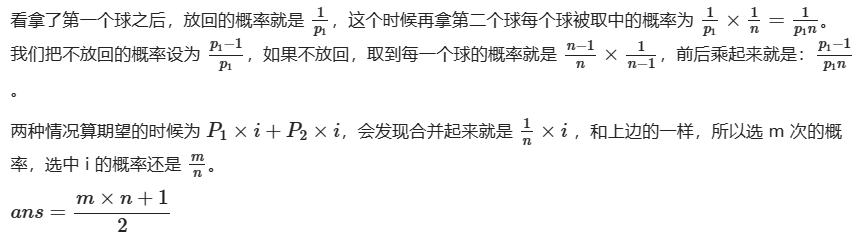 看拿了第一个球之后，放回的概率就是 $\frac{1}{p_1}$，这个时候再拿第二个球每个球被取中的概率为 $\frac{1}{p_1} \times \frac{1}{n} = \frac{1}{p_1 n}$。
我们把不放回的概率设为 $\frac{p_1-1}{p_1}$，如果不放回，取到每一个球的概率就是 $\frac{n-1}{n} \times \frac{1}{n-1}$，前后乘起来就是：$\frac{p_1-1}{p_1 n}$
。
两种情况算期望的时候为 $P_1 \times i + P_2 \times i$，会发现合并起来就是 $\frac{1}{n} \times i$ ，和上边的一样，所以选 m 次的概
率，选中 i 的概率还是 $\frac{m}{n}$。
$ans = \frac{m \times n + 1}{2}$